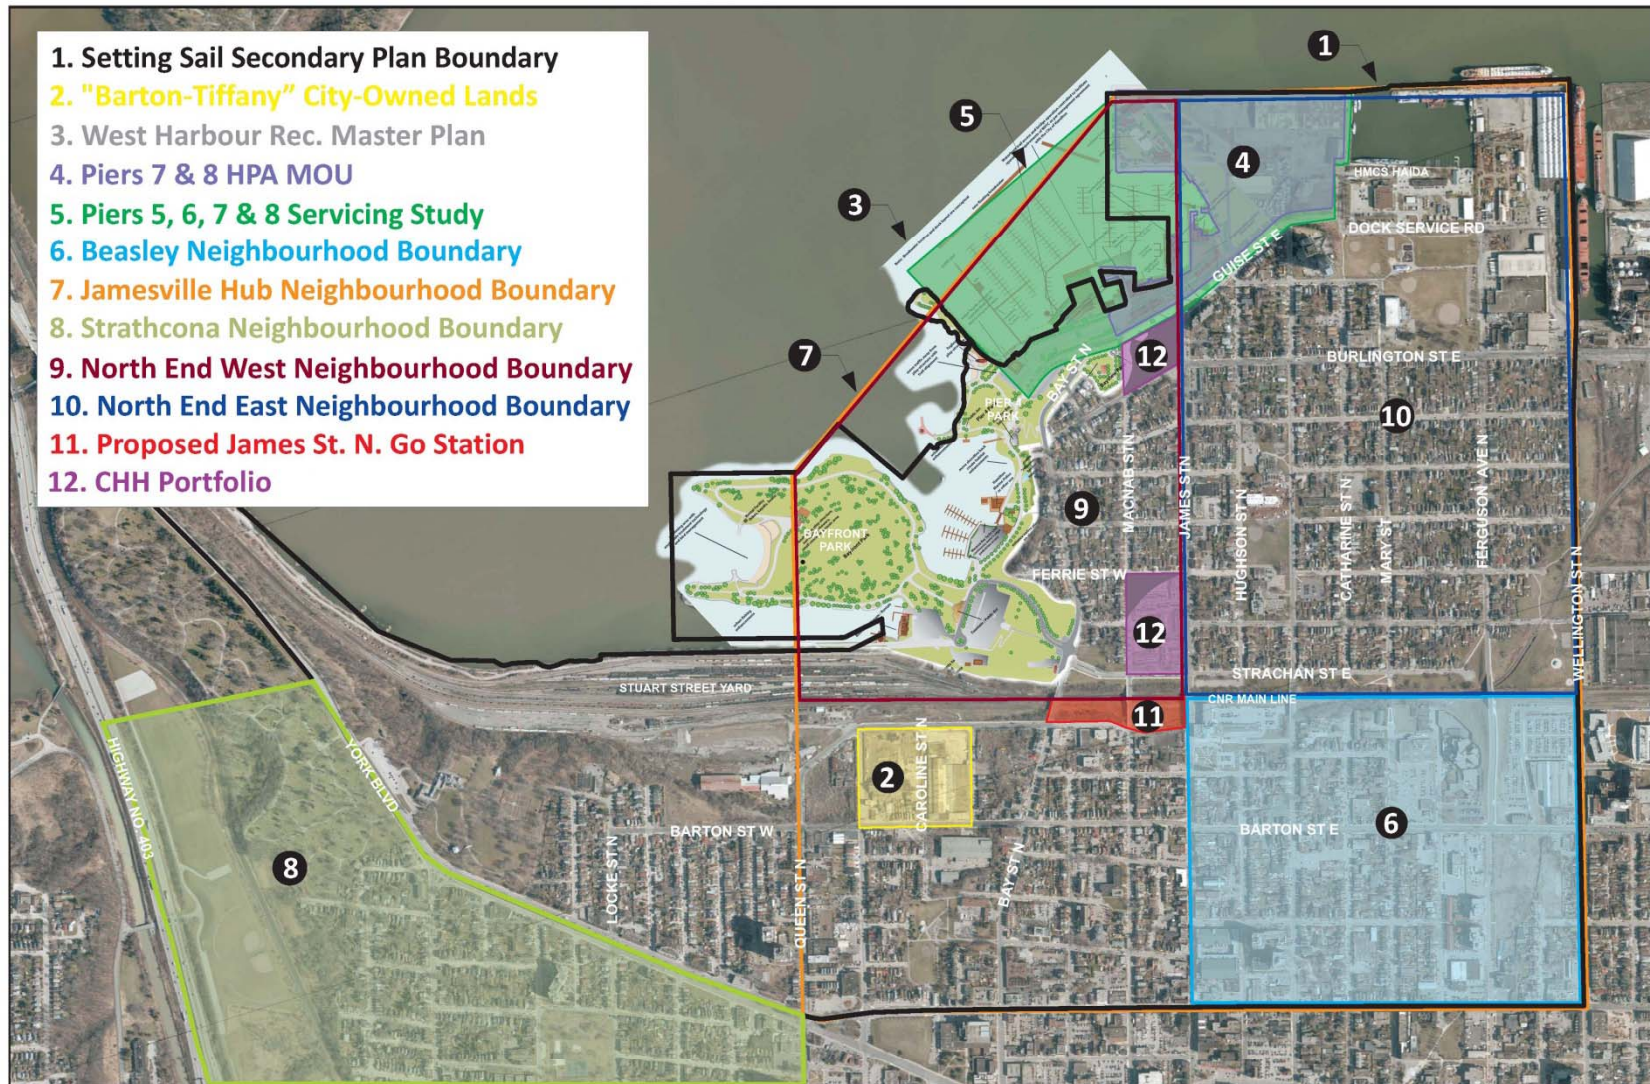 1. Setting Sail Secondary Plan Boundary
2. "Barton-Tiffany” City-Owned Lands
3. West Harbour Rec. Master Plan
4. Piers 7 & 8 HPA MOU
5. Piers 5, 6, 7 & 8 Servicing Study
6. Beasley Neighbourhood Boundary
7. Jamesville Hub Neighbourhood Boundary
8. Strathcona Neighbourhood Boundary
9. North End West Neighbourhood Boundary
10. North End East Neighbourhood Boundary
11. Proposed James St. N. Go Station
12. CHH Portfolio
1
5
4
3
HMCS HAIDA
DOCK SERVICE RD
GUISE ST E
7
12
BURLINGTON ST E
BAY ST N
PIER 4
PARK
10
9
MACNAB ST N
JAMES STN
HUGHSON ST N
CATHARINE ST N
MARY ST
FERGUSON AVE N
WELLINGTON ST N
BAYFRONT
PARK
FERRIE ST W
12
STRACHAN ST E
STUART STREET YARD
CNR MAIN LINE
11
HIGHWAY NO. 403
YORK BLVD
2
CAROLINE ST N
BARTON ST W
BARTON ST E
6
8
LOCKE ST N
QUEEN ST N
BAY ST N